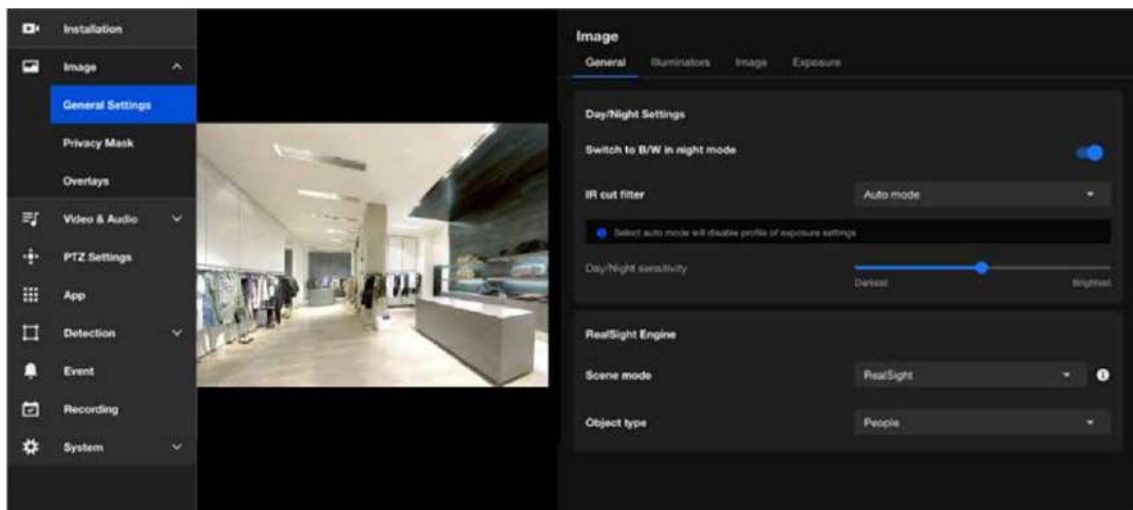 Installation
Image
General Settings
Privacy Mask
Overlays
Video & Audio
PTZ Settings
App
Detection
Event
Recording
System
Image
General Illuminators Image Exposure
Day/Night Settings
Switch to B/W in night mode
IR cut filter Auto mode
Select auto mode will disable profile of exposure settings
Day/Night sensitivity
Darkest Brightest
RealSight Engine
Scene mode RealSight
Object type People